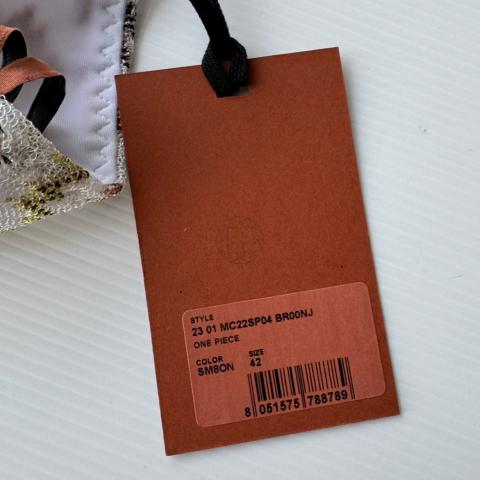 STYLE
23 01 MC22SP04 BR00NJ
ONE PIECE
COLOR SIZE
SM8ON 42
8 051575 788789